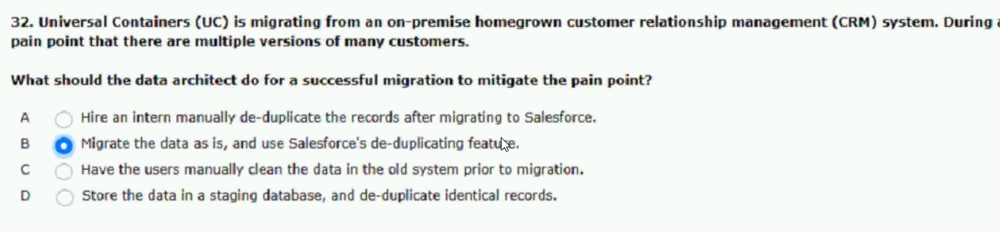 32. Universal Containers (UC) is migrating from an on-premise homegrown customer relationship management (CRM) system. During
pain point that there are multiple versions of many customers.
What should the data architect do for a successful migration to mitigate the pain point?
A Hire an intern manually de-duplicate the records after migrating to Salesforce.
B Migrate the data as is, and use Salesforce's de-duplicating feature.
C Have the users manually clean the data in the old system prior to migration.
D Store the data in a staging database, and de-duplicate identical records.